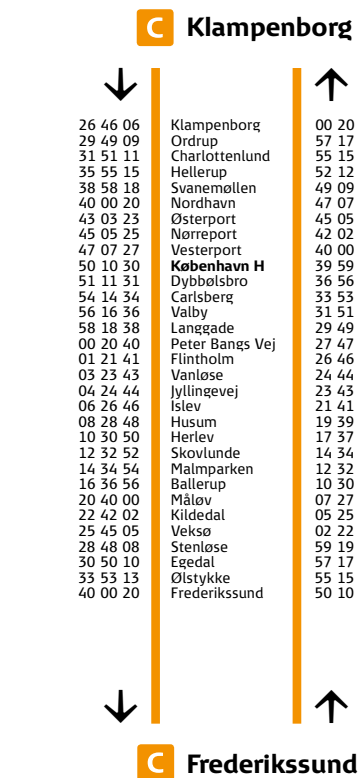 C Klampenborg
26 46 06 Klampenborg 00 20
29 49 09 Ordrup 57 17
31 51 11 Charlottenlund 55 15
35 55 15 Hellerup 52 12
38 58 18 Svanemøllen 49 09
40 00 20 Nordhavn 47 07
43 03 23 Østerport 45 05
45 05 25 Nørreport 42 02
47 07 27 Vesterport 40 00
50 10 30 København H 39 59
51 11 31 Dybbølsbro 36 56
54 14 34 Carlsberg 33 53
56 16 36 Valby 31 51
58 18 38 Langgade 29 49
00 20 40 Peter Bangs Vej 27 47
01 21 41 Flintholm 26 46
03 23 43 Vanløse 24 44
04 24 44 Jyllingevej 23 43
06 26 46 Islev 21 41
08 28 48 Husum 19 39
10 30 50 Herlev 17 37
12 32 52 Skovlunde 14 34
14 34 54 Malmparken 12 32
16 36 56 Ballerup 10 30
20 40 00 Måløv 07 27
22 42 02 Kildedal 05 25
25 45 05 Veksø 02 22
28 48 08 Stenløse 59 19
30 50 10 Egedal 57 17
33 53 13 Ølstykke 55 15
40 00 20 Frederikssund 50 10
C Frederikssund